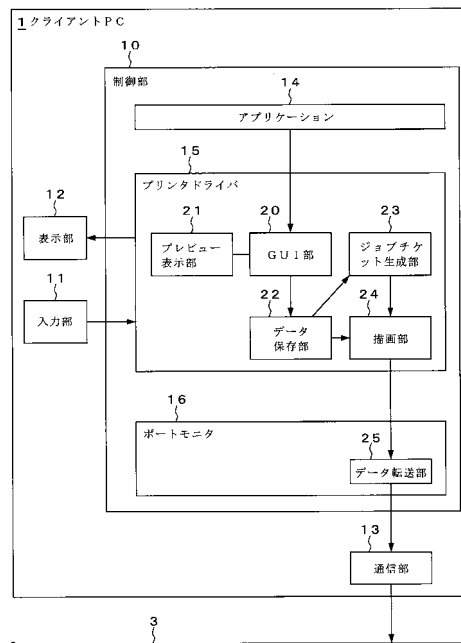 1 クライアントPC
10
制御部
14
アプリケーション
15
プリンタドライバ
12
表示部
21
プレビュー
表示部
20
GUI部
23
ジョブチケ
ット生成部
11
入力部
22
データ
保存部
24
描画部
16
ポートモニタ
25
データ転送部
13
通信部
3